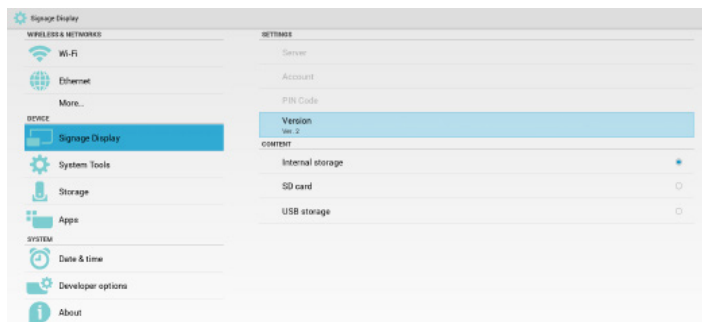 Signage Display
WIRELESS & NETWORKS
Wi-Fi
Ethernet
More...
DEVICE
Signage Display
System Tools
Storage
Apps
SYSTEM
Date & time
Developer options
About
SETTINGS
Server
Account
PIN Code
Version
Ver. 2
CONTENT
Internal storage
SD card
USB storage